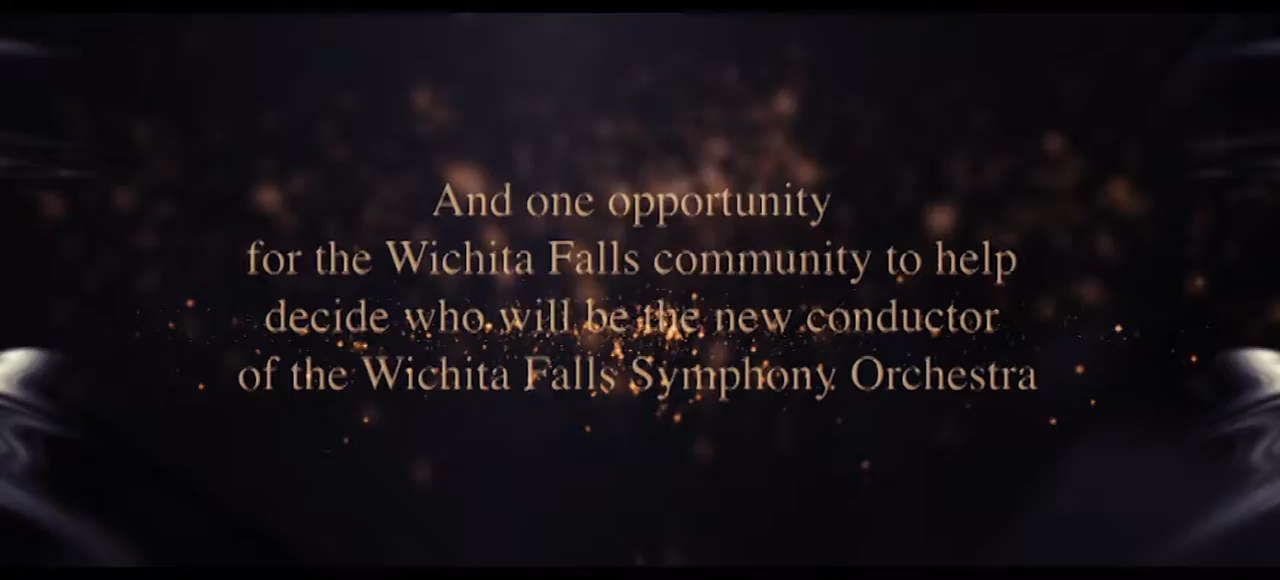 And one opportunity
for the Wichita Falls community to help
decide who will be the new conductor
of the Wichita Falls Symphony Orchestra